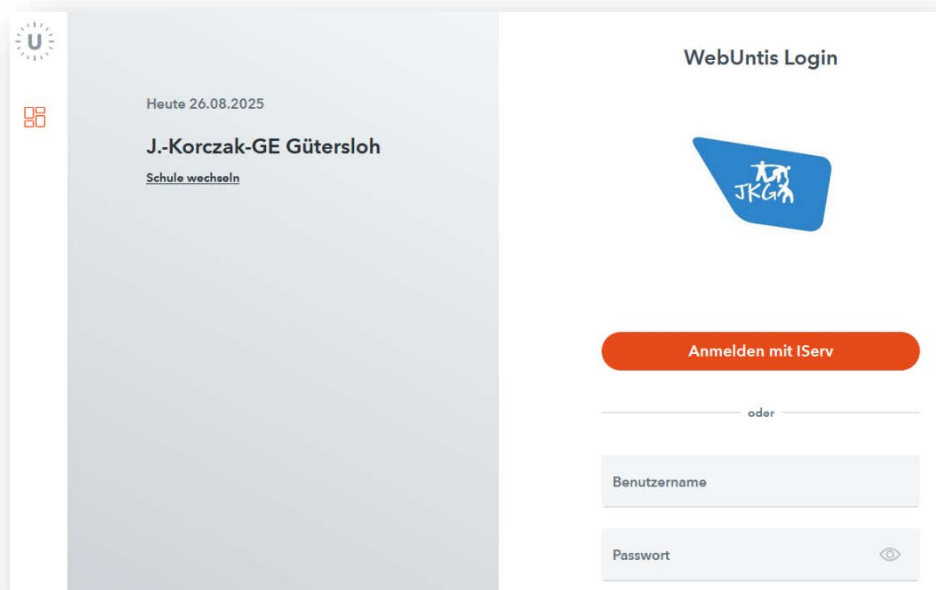 U
Heute 26.08.2025
J.-Korczak-GE Gütersloh
Schule wechseln
WebUntis Login
JKG
Anmelden mit IServ
oder
Benutzername
Passwort